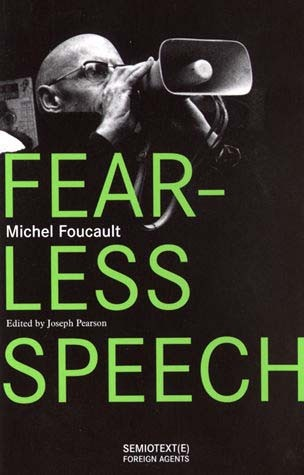 FEAR-
Michel Foucault
LESS
Edited by Joseph Pearson
SPEECH
SEMIOTEXT(E)
FOREIGN AGENTS